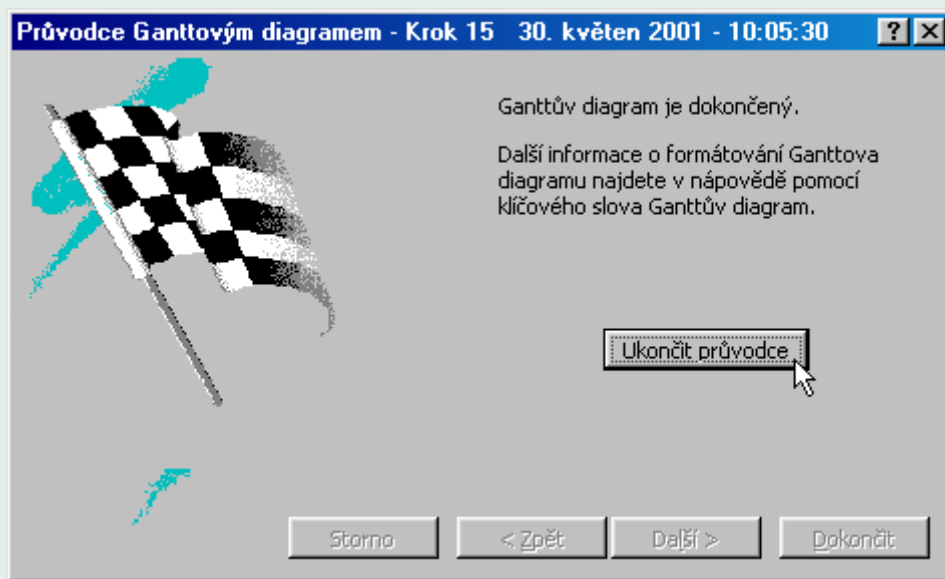 Průvodce Ganttovým diagramem - Krok 15 30. květen 2001 - 10:05:30
Ganttův diagram je dokončený.
Další informace o formátování Ganttova
diagramu najdete v nápovědě pomocí
klíčového slova Ganttův diagram.
Ukončit průvodce
Storno
< Zpět
Další >
Dokončit